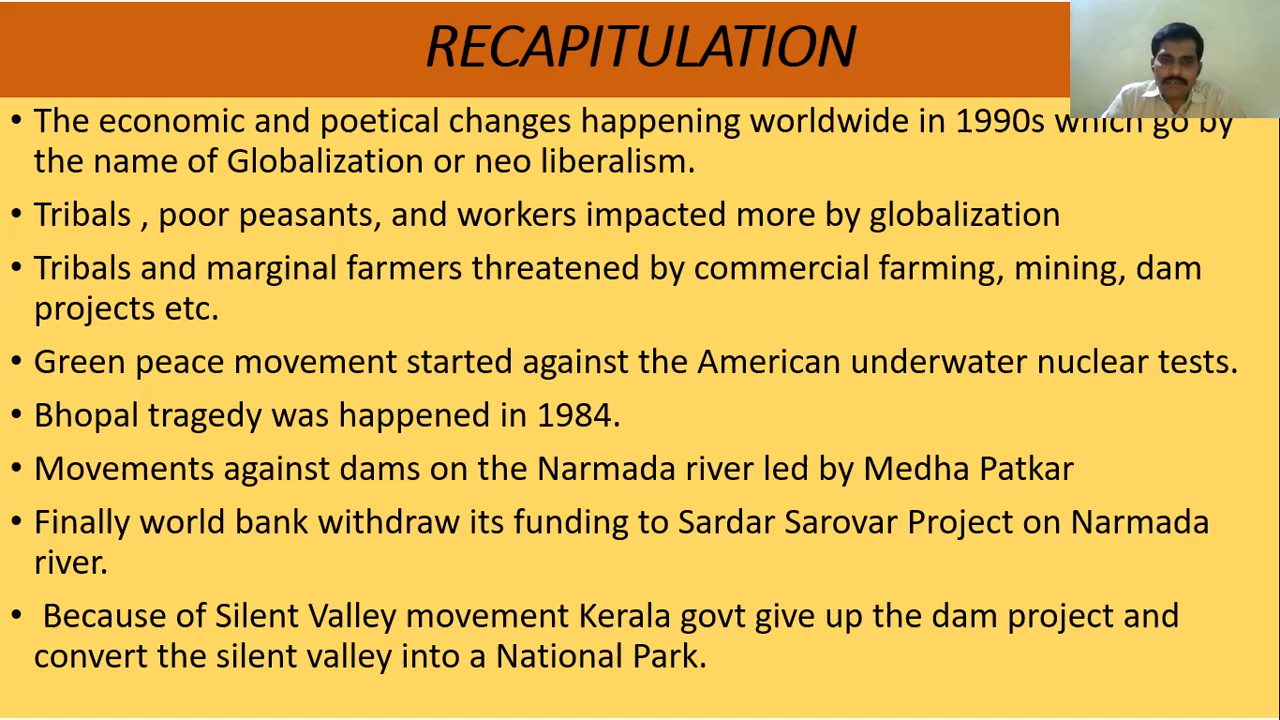 RECAPITULATION
• The economic and poetical changes happening worldwide in 1990s which go by
the name of Globalization or neo liberalism.
• Tribals , poor peasants, and workers impacted more by globalization
• Tribals and marginal farmers threatened by commercial farming, mining, dam
projects etc.
• Green peace movement started against the American underwater nuclear tests.
• Bhopal tragedy was happened in 1984.
• Movements against dams on the Narmada river led by Medha Patkar
• Finally world bank withdraw its funding to Sardar Sarovar Project on Narmada
river.
• Because of Silent Valley movement Kerala govt give up the dam project and
convert the silent valley into a National Park.